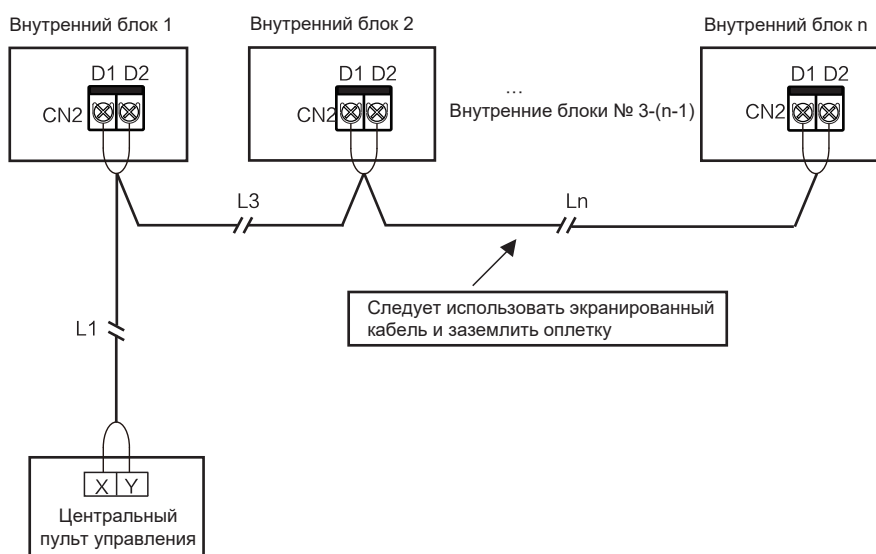 Внутренний блок 1
Внутренний блок 2
Внутренний блок n
D1 D2
D1 D2
D1 D2
...
Внутренние блоки № 3-(n-1)
CN2
CN2
CN2
L3
Ln
Следует использовать экранированный
кабель и заземлить оплетку
L1
X Y
Центральный
пульт управления